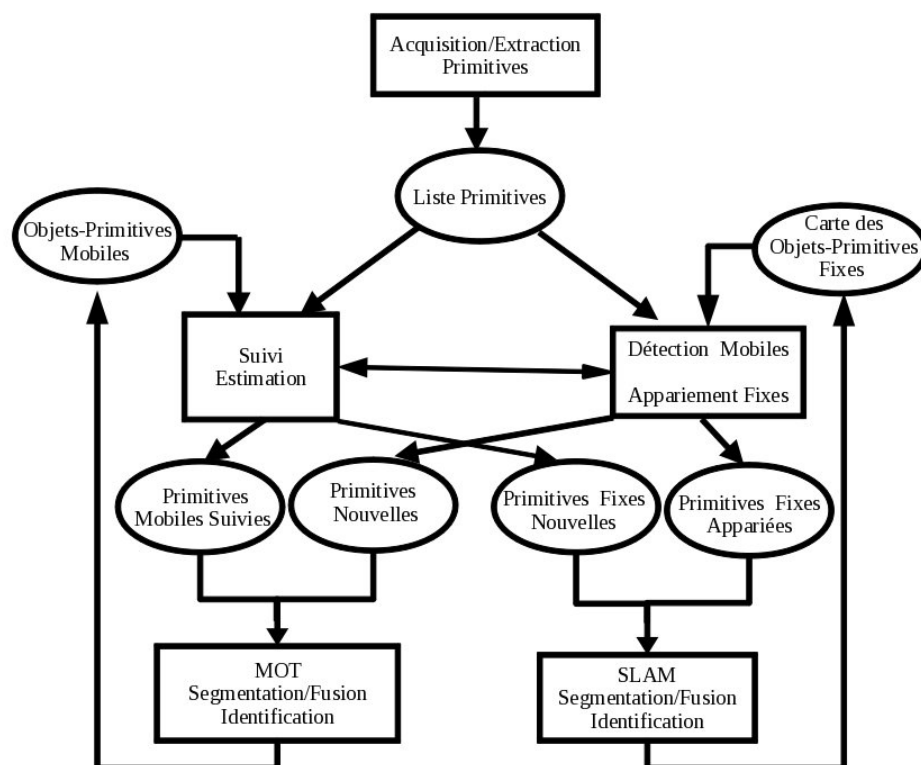 Acquisition/Extraction
Primitives
Liste Primitives
Objets-Primitives
Mobiles
Carte des
Objets-Primitives
Fixes
Suivi
Estimation
Détection Mobiles
Appariement Fixes
Primitives
Mobiles Suivies
Primitives
Nouvelles
Primitives Fixes
Nouvelles
Primitives Fixes
Appariées
MOT
Segmentation/Fusion
Identification
SLAM
Segmentation/Fusion
Identification